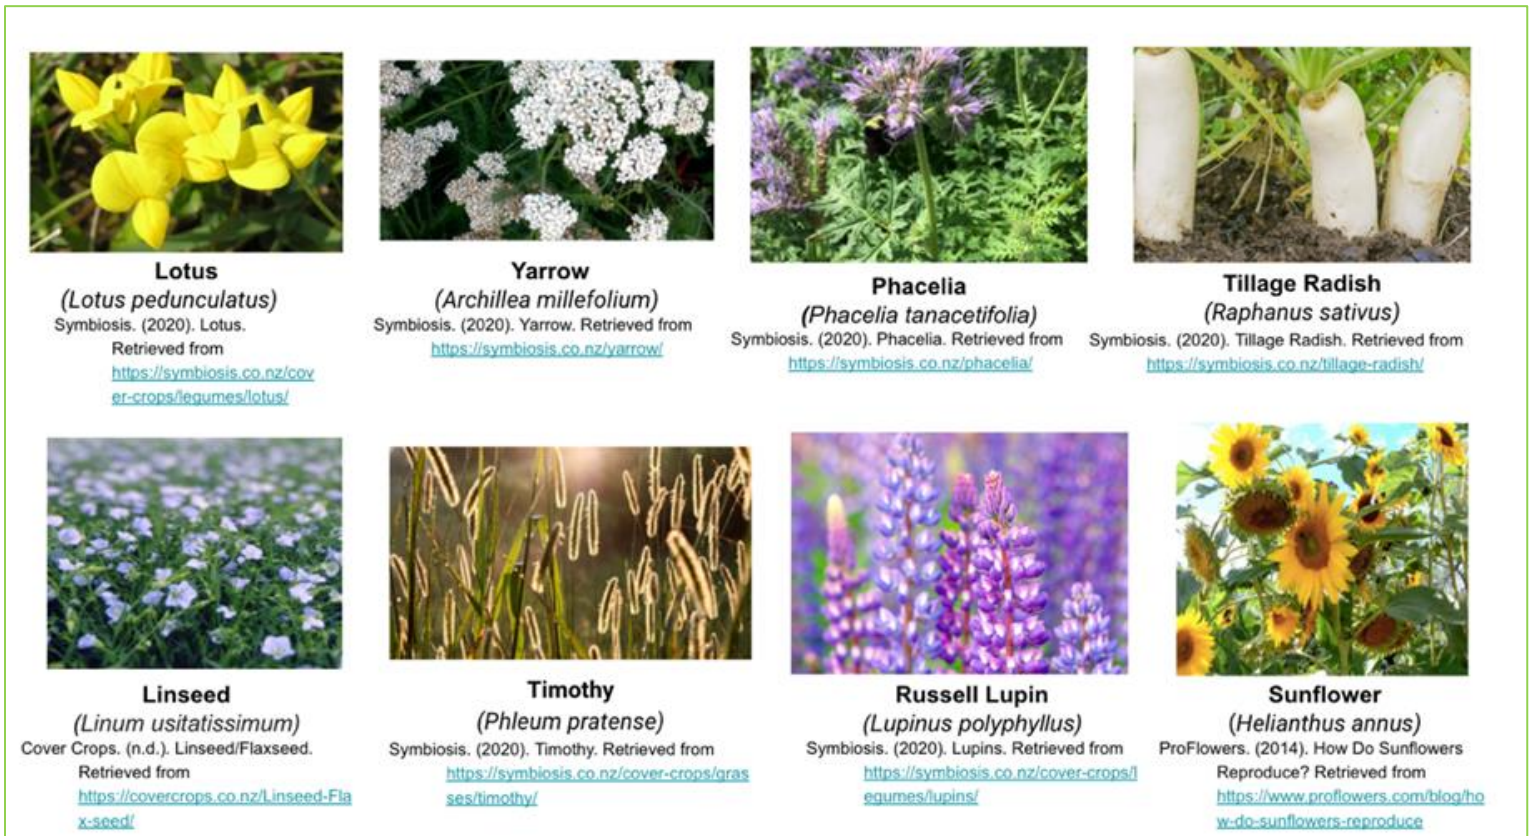 Lotus
(Lotus pedunculatus)
Symbiosis. (2020). Lotus.
Retrieved from
https://symbiosis.co.nz/cov
er-crops/legumes/lotus/
Yarrow
(Archillea millefolium)
Symbiosis. (2020). Yarrow. Retrieved from
https://symbiosis.co.nz/yarrow/
Phacelia
(Phacelia tanacetifolia)
Symbiosis. (2020). Phacelia. Retrieved from
https://symbiosis.co.nz/phacelia/
Tillage Radish
(Raphanus sativus)
Symbiosis. (2020). Tillage Radish. Retrieved from
https://symbiosis.co.nz/tillage-radish/
Linseed
(Linum usitatissimum)
Cover Crops. (n.d.). Linseed/Flaxseed.
Retrieved from
https://covercrops.co.nz/Linseed-Fla
x-seed/
Timothy
(Phleum pratense)
Symbiosis. (2020). Timothy. Retrieved from
https://symbiosis.co.nz/cover-crops/gras
ses/timothy/
Russell Lupin
(Lupinus polyphyllus)
Symbiosis. (2020). Lupins. Retrieved from
https://symbiosis.co.nz/cover-crops/l
egumes/lupins/
Sunflower
(Helianthus annus)
ProFlowers. (2014). How Do Sunflowers
Reproduce? Retrieved from
https://www.proflowers.com/blog/ho
w-do-sunflowers-reproduce